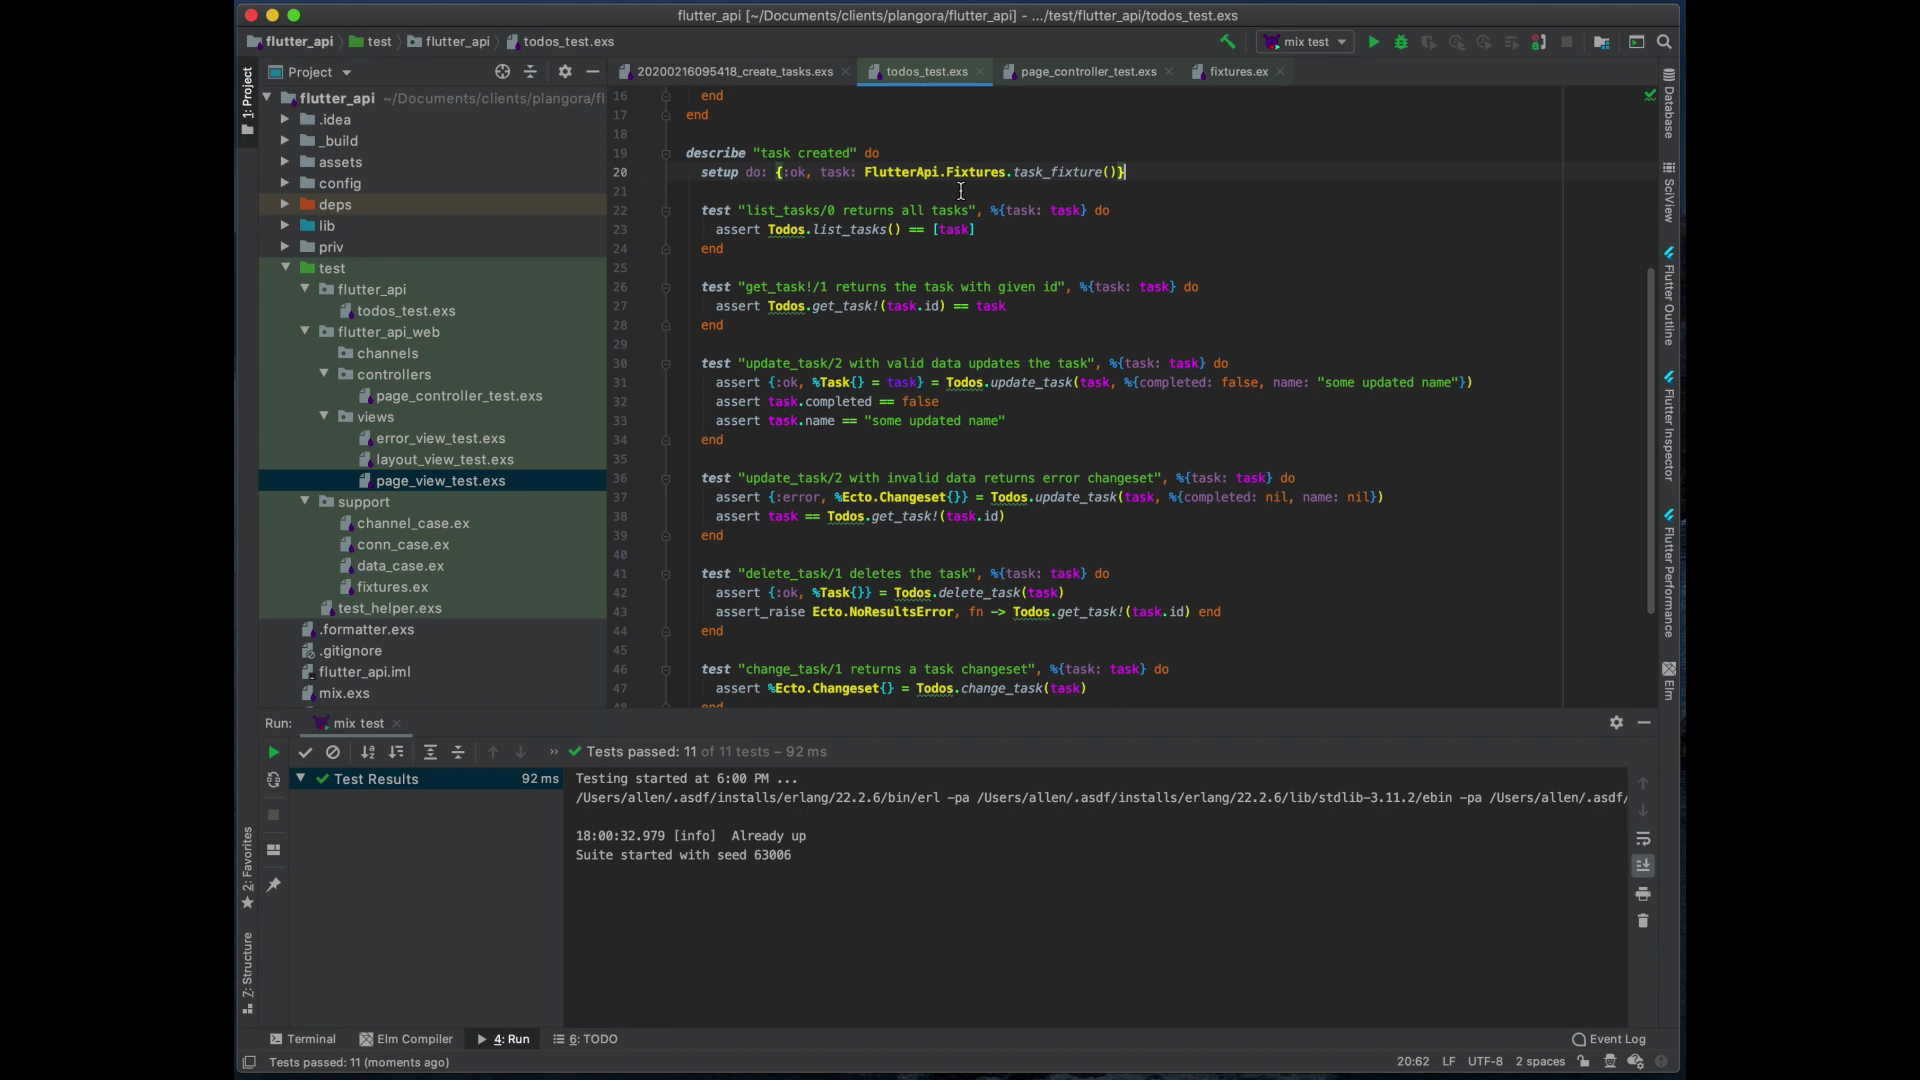 flutter_api [~/Documents/clients/plangora/flutter_api] - .../test/flutter_api/todos_test.exs
flutter_api test flutter_api todos_test.exs
mix test
Project
20200216095418_create_tasks.exs
todos_test.exs
page_controller_test.exs
fixtures.ex
1: Project
flutter_api ~/Documents/clients/plangora/fl
.idea
_build
assets
config
deps
lib
priv
test
flutter_api
todos_test.exs
flutter_api_web
channels
controllers
page_controller_test.exs
views
error_view_test.exs
layout_view_test.exs
page_view_test.exs
support
channel_case.ex
conn_case.ex
data_case.ex
fixtures.ex
test_helper.exs
.formatter.exs
.gitignore
flutter_api.iml
mix.exs
16 end
17 end
18
19 describe "task created" do
20 setup do: {:ok, task: FlutterApi.Fixtures.task_fixture()}
21
22 test "list_tasks/0 returns all tasks", %{task: task} do
23 assert Todos.list_tasks() == [task]
24 end
25
26 test "get_task!/1 returns the task with given id", %{task: task} do
27 assert Todos.get_task!(task.id) == task
28 end
29
30 test "update_task/2 with valid data updates the task", %{task: task} do
31 assert {:ok, %Task{} = task} = Todos.update_task(task, %{completed: false, name: "some updated name"})
32 assert task.completed == false
33 assert task.name == "some updated name"
34 end
35
36 test "update_task/2 with invalid data returns error changeset", %{task: task} do
37 assert {:error, %Ecto.Changeset{}} = Todos.update_task(task, %{completed: nil, name: nil})
38 assert task == Todos.get_task!(task.id)
39 end
40
41 test "delete_task/1 deletes the task", %{task: task} do
42 assert {:ok, %Task{}} = Todos.delete_task(task)
43 assert_raise Ecto.NoResultsError, fn -> Todos.get_task!(task.id) end
44 end
45
46 test "change_task/1 returns a task changeset", %{task: task} do
47 assert %Ecto.Changeset{} = Todos.change_task(task)
48 end
Database
SciView
Flutter Outline
Flutter Inspector
Flutter Performance
Elm
Run: mix test
Tests passed: 11 of 11 tests – 92 ms
Test Results 92 ms
Testing started at 6:00 PM ...
/Users/allen/.asdf/installs/erlang/22.2.6/bin/erl -pa /Users/allen/.asdf/installs/erlang/22.2.6/lib/stdlib-3.11.2/ebin -pa /Users/allen/.asdf/
18:00:32.979 [info] Already up
Suite started with seed 63006
2: Favorites
Z: Structure
Terminal
Elm Compiler
4: Run
6: TODO
Event Log
Tests passed: 11 (moments ago)
20:62 LF UTF-8 2 spaces